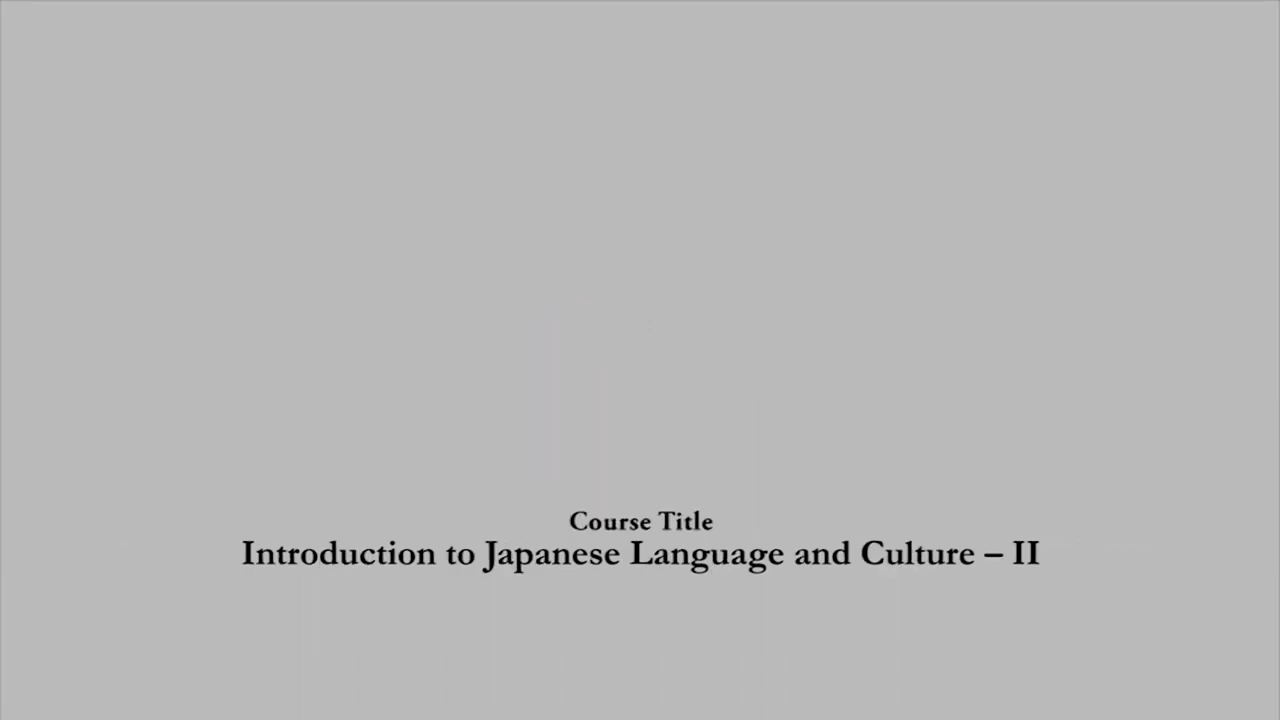 Course Title
Introduction to Japanese Language and Culture – II